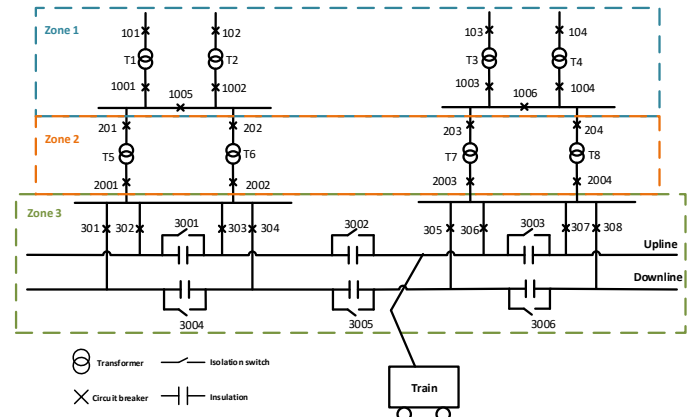 Zone 1
101
102
103
104
T1
T2
T3
T4
1001
1002
1003
1004
1005
1006
Zone 2
201
202
203
204
T5
T6
T7
T8
2001
2002
2003
2004
Zone 3
301
302
3001
303
304
3002
305
306
3003
307
308
Upline
Downline
3004
3005
3006
Transformer
Isolation switch
Circuit breaker
Insulation
Train